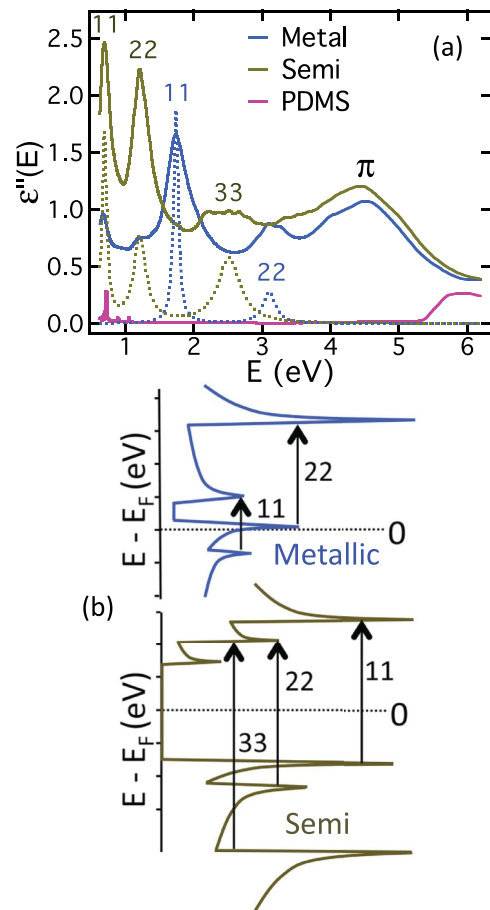 11
(a)
Metal
22
11
Semi
PDMS
π
33
22
2.5
2.0
1.5
1.0
0.5
0.0
ε"(E)
1 2 3 4 5 6
E (eV)
E - E_F (eV)
22
11
0
Metallic
(b)
E - E_F (eV)
11
22
0
33
Semi